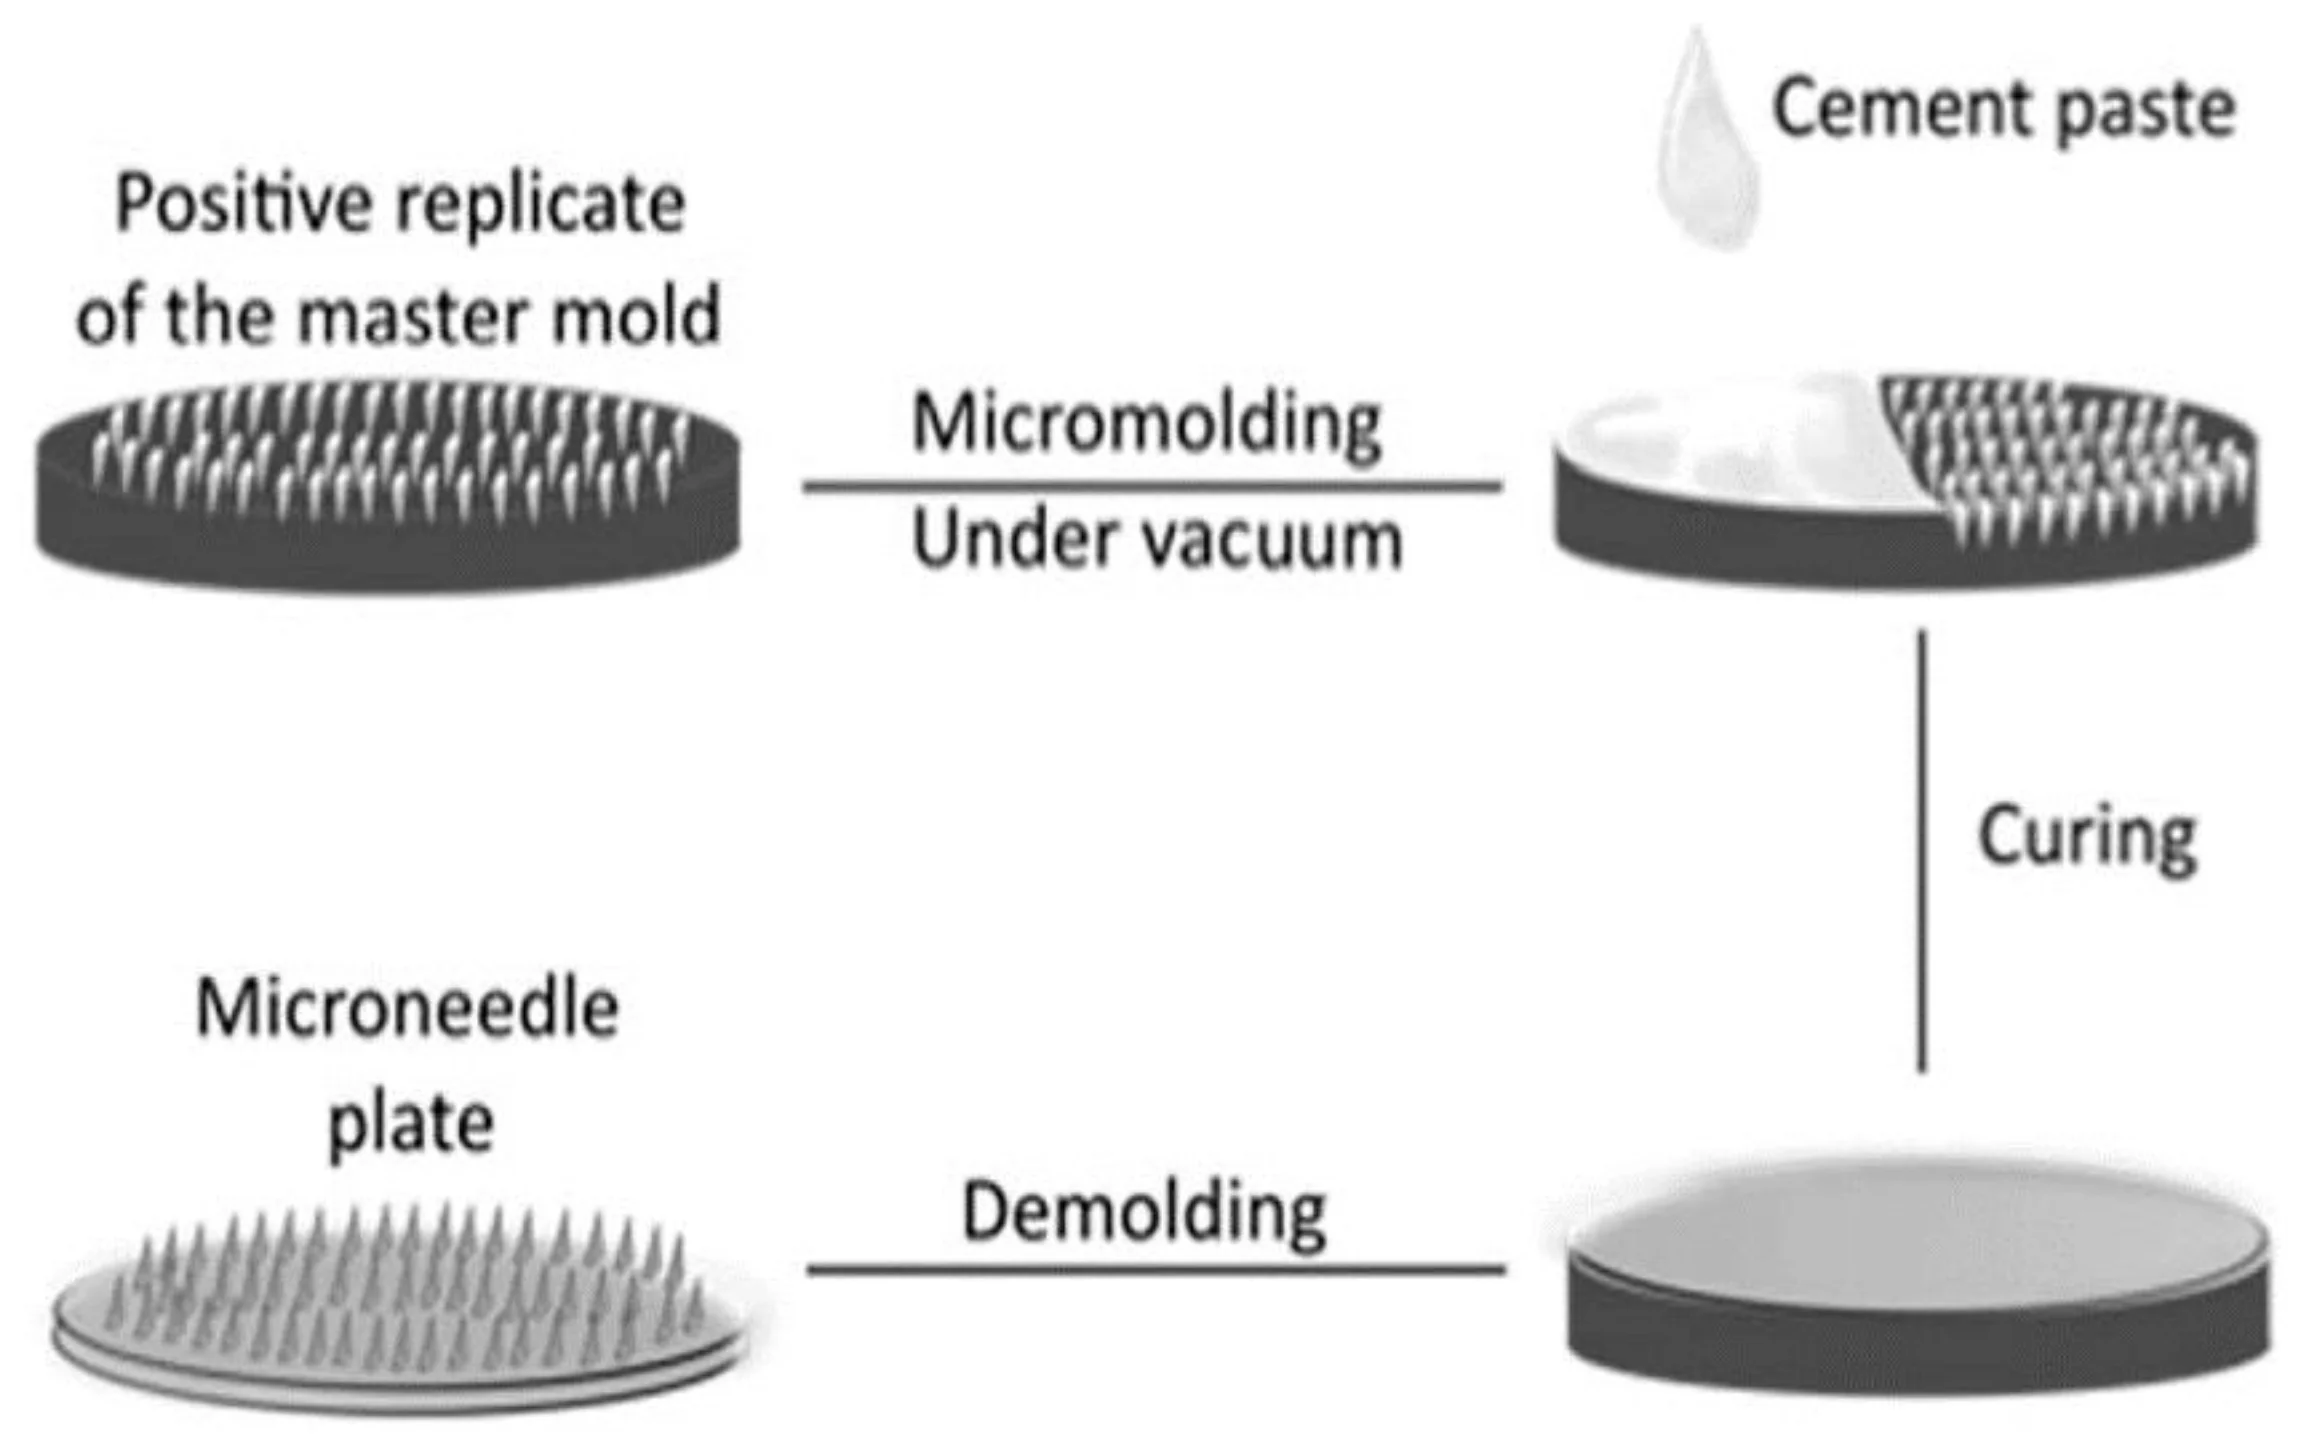 Cement paste
Positive replicate
of the master mold
Micromolding
Under vacuum
Curing
Microneedle
plate
Demolding